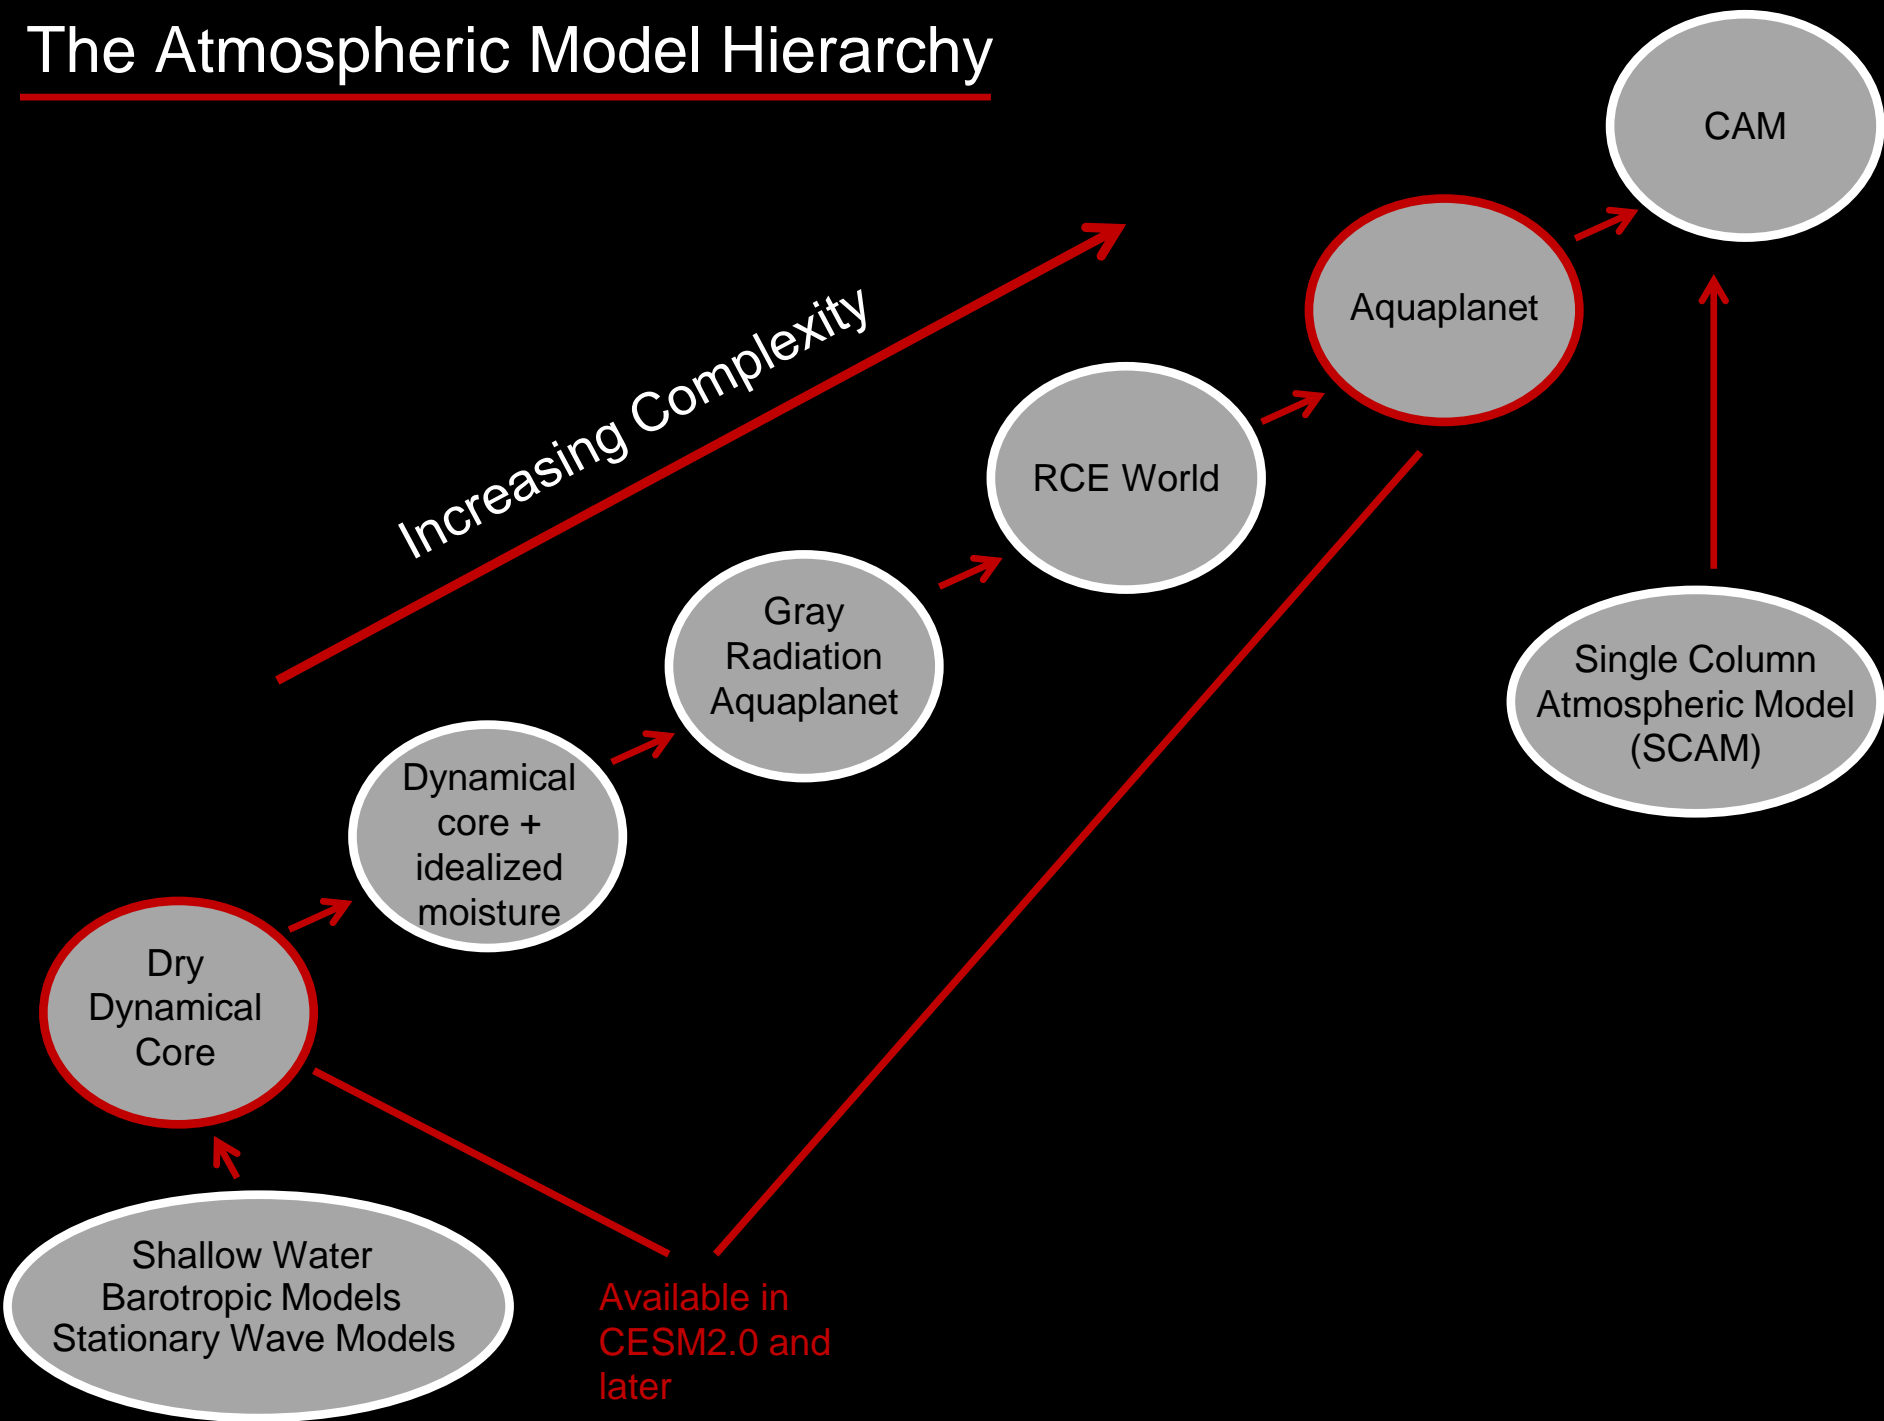 The Atmospheric Model Hierarchy
CAM
Aquaplanet
Increasing Complexity
RCE World
Gray
Radiation
Aquaplanet
Single Column
Atmospheric Model
(SCAM)
Dynamical
core +
idealized
moisture
Dry
Dynamical
Core
Shallow Water
Barotropic Models
Stationary Wave Models
Available in
CESM2.0 and
later